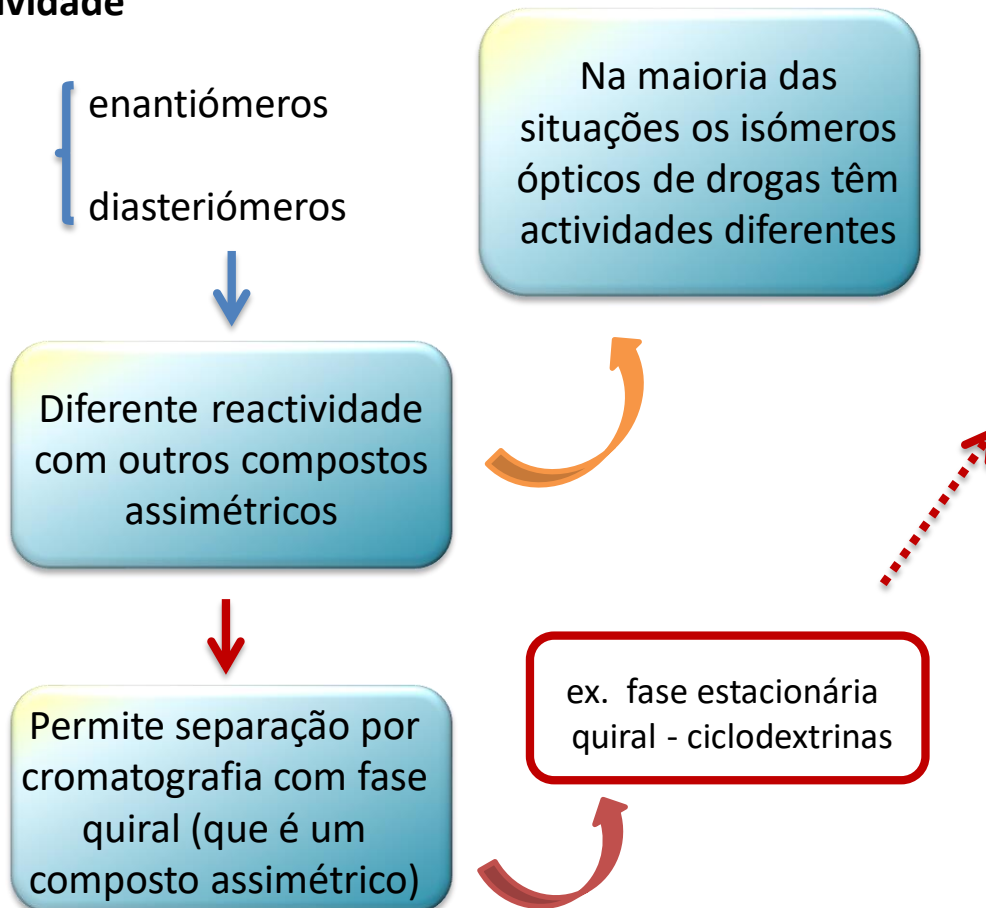 vidade
enantiómeros
diasteriómeros
Na maioria das
situações os isómeros
ópticos de drogas têm
actividades diferentes
Diferente reactividade
com outros compostos
assimétricos
Permite separação por
cromatografia com fase
quiral (que é um
composto assimétrico)
ex. fase estacionária
quiral - ciclodextrinas